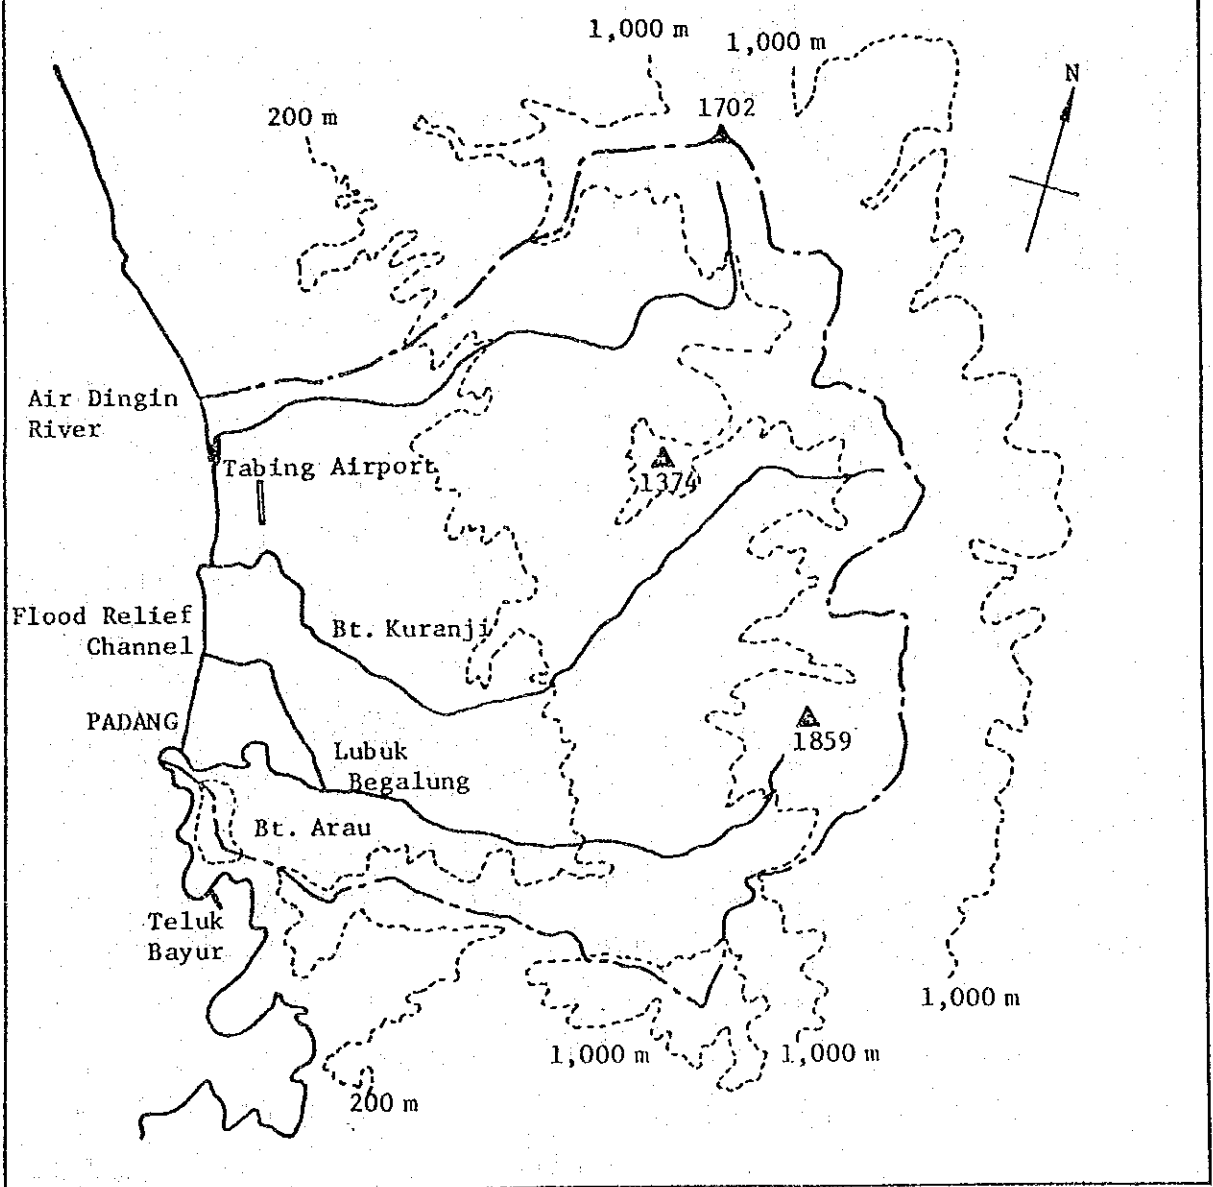 1,000 m
1,000 m
N
200 m
1702
Air Dingin
River
Tabing Airport
1374
Flood Relief
Channel
Bt. Kuranji
PADANG
1859
Lubuk
Begalung
Bt. Arau
Teluk
Bayur
1,000 m
1,000 m
1,000 m
200 m